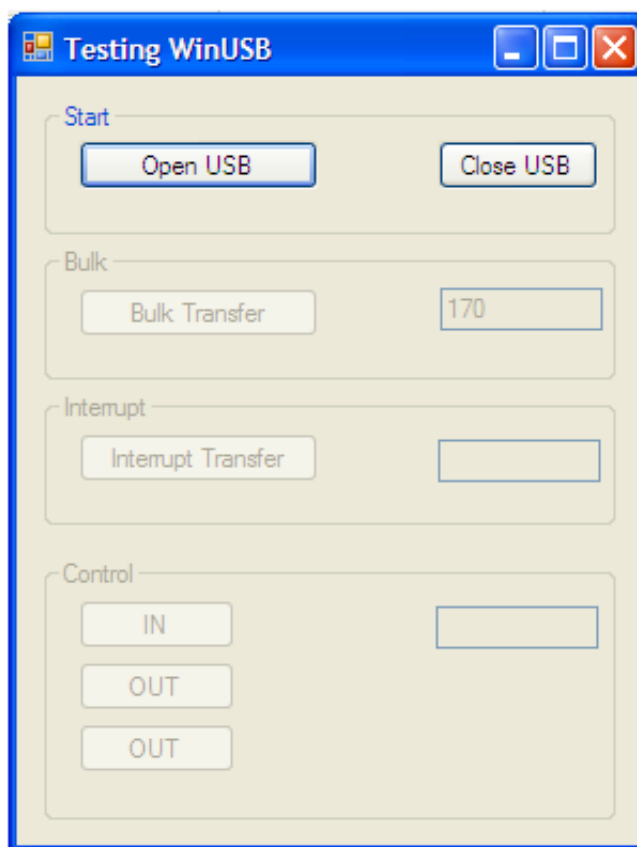 Testing WinUSB
Start
Open USB
Close USB
Bulk
Bulk Transfer
170
Interrupt
Interrupt Transfer
Control
IN
OUT
OUT